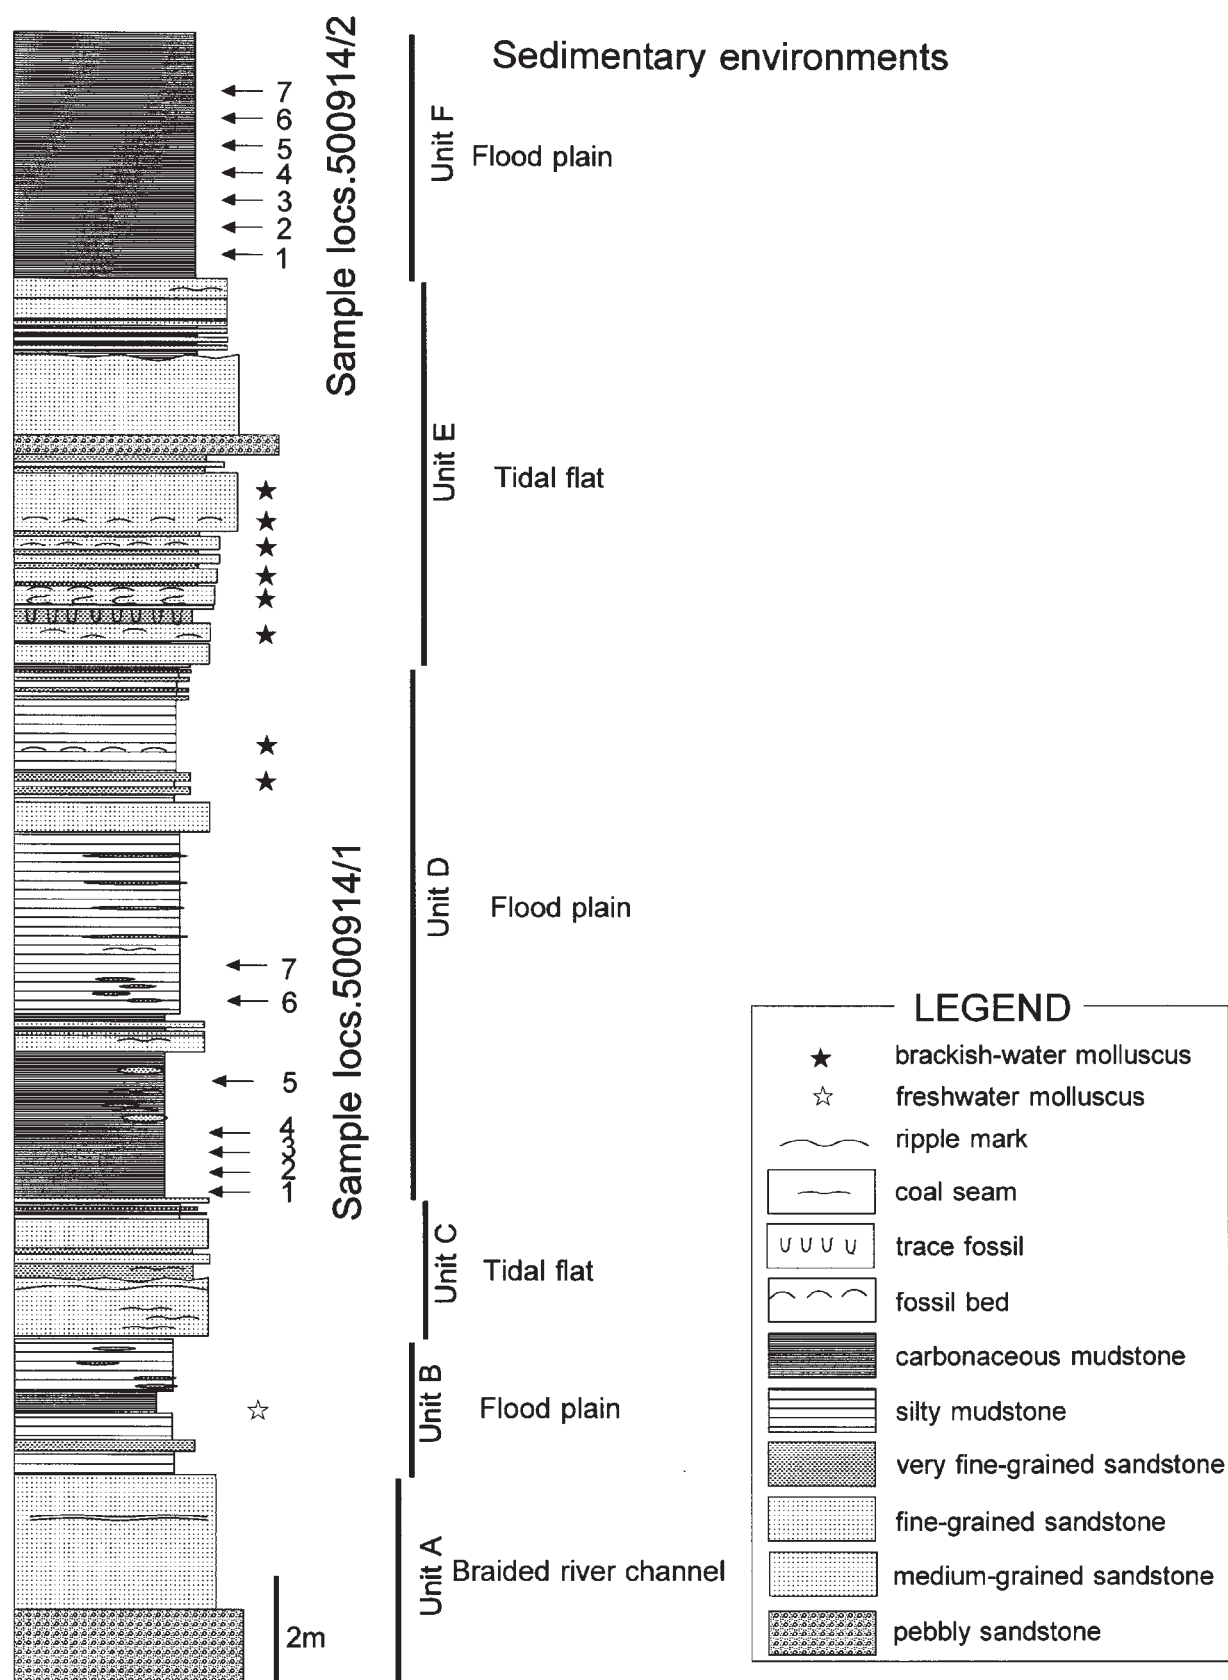 Sedimentary environments
7
6
5
4
3
2
1
Sample locs.500914/2
Unit F
Flood plain
Unit E
Tidal flat
Unit D
Flood plain
Sample locs.500914/1
7
6
5
4
3
2
1
Unit C
Tidal flat
Unit B
Flood plain
Unit A
Braided river channel
2m
LEGEND
brackish-water molluscus
freshwater molluscus
ripple mark
coal seam
trace fossil
fossil bed
carbonaceous mudstone
silty mudstone
very fine-grained sandstone
fine-grained sandstone
medium-grained sandstone
pebbly sandstone